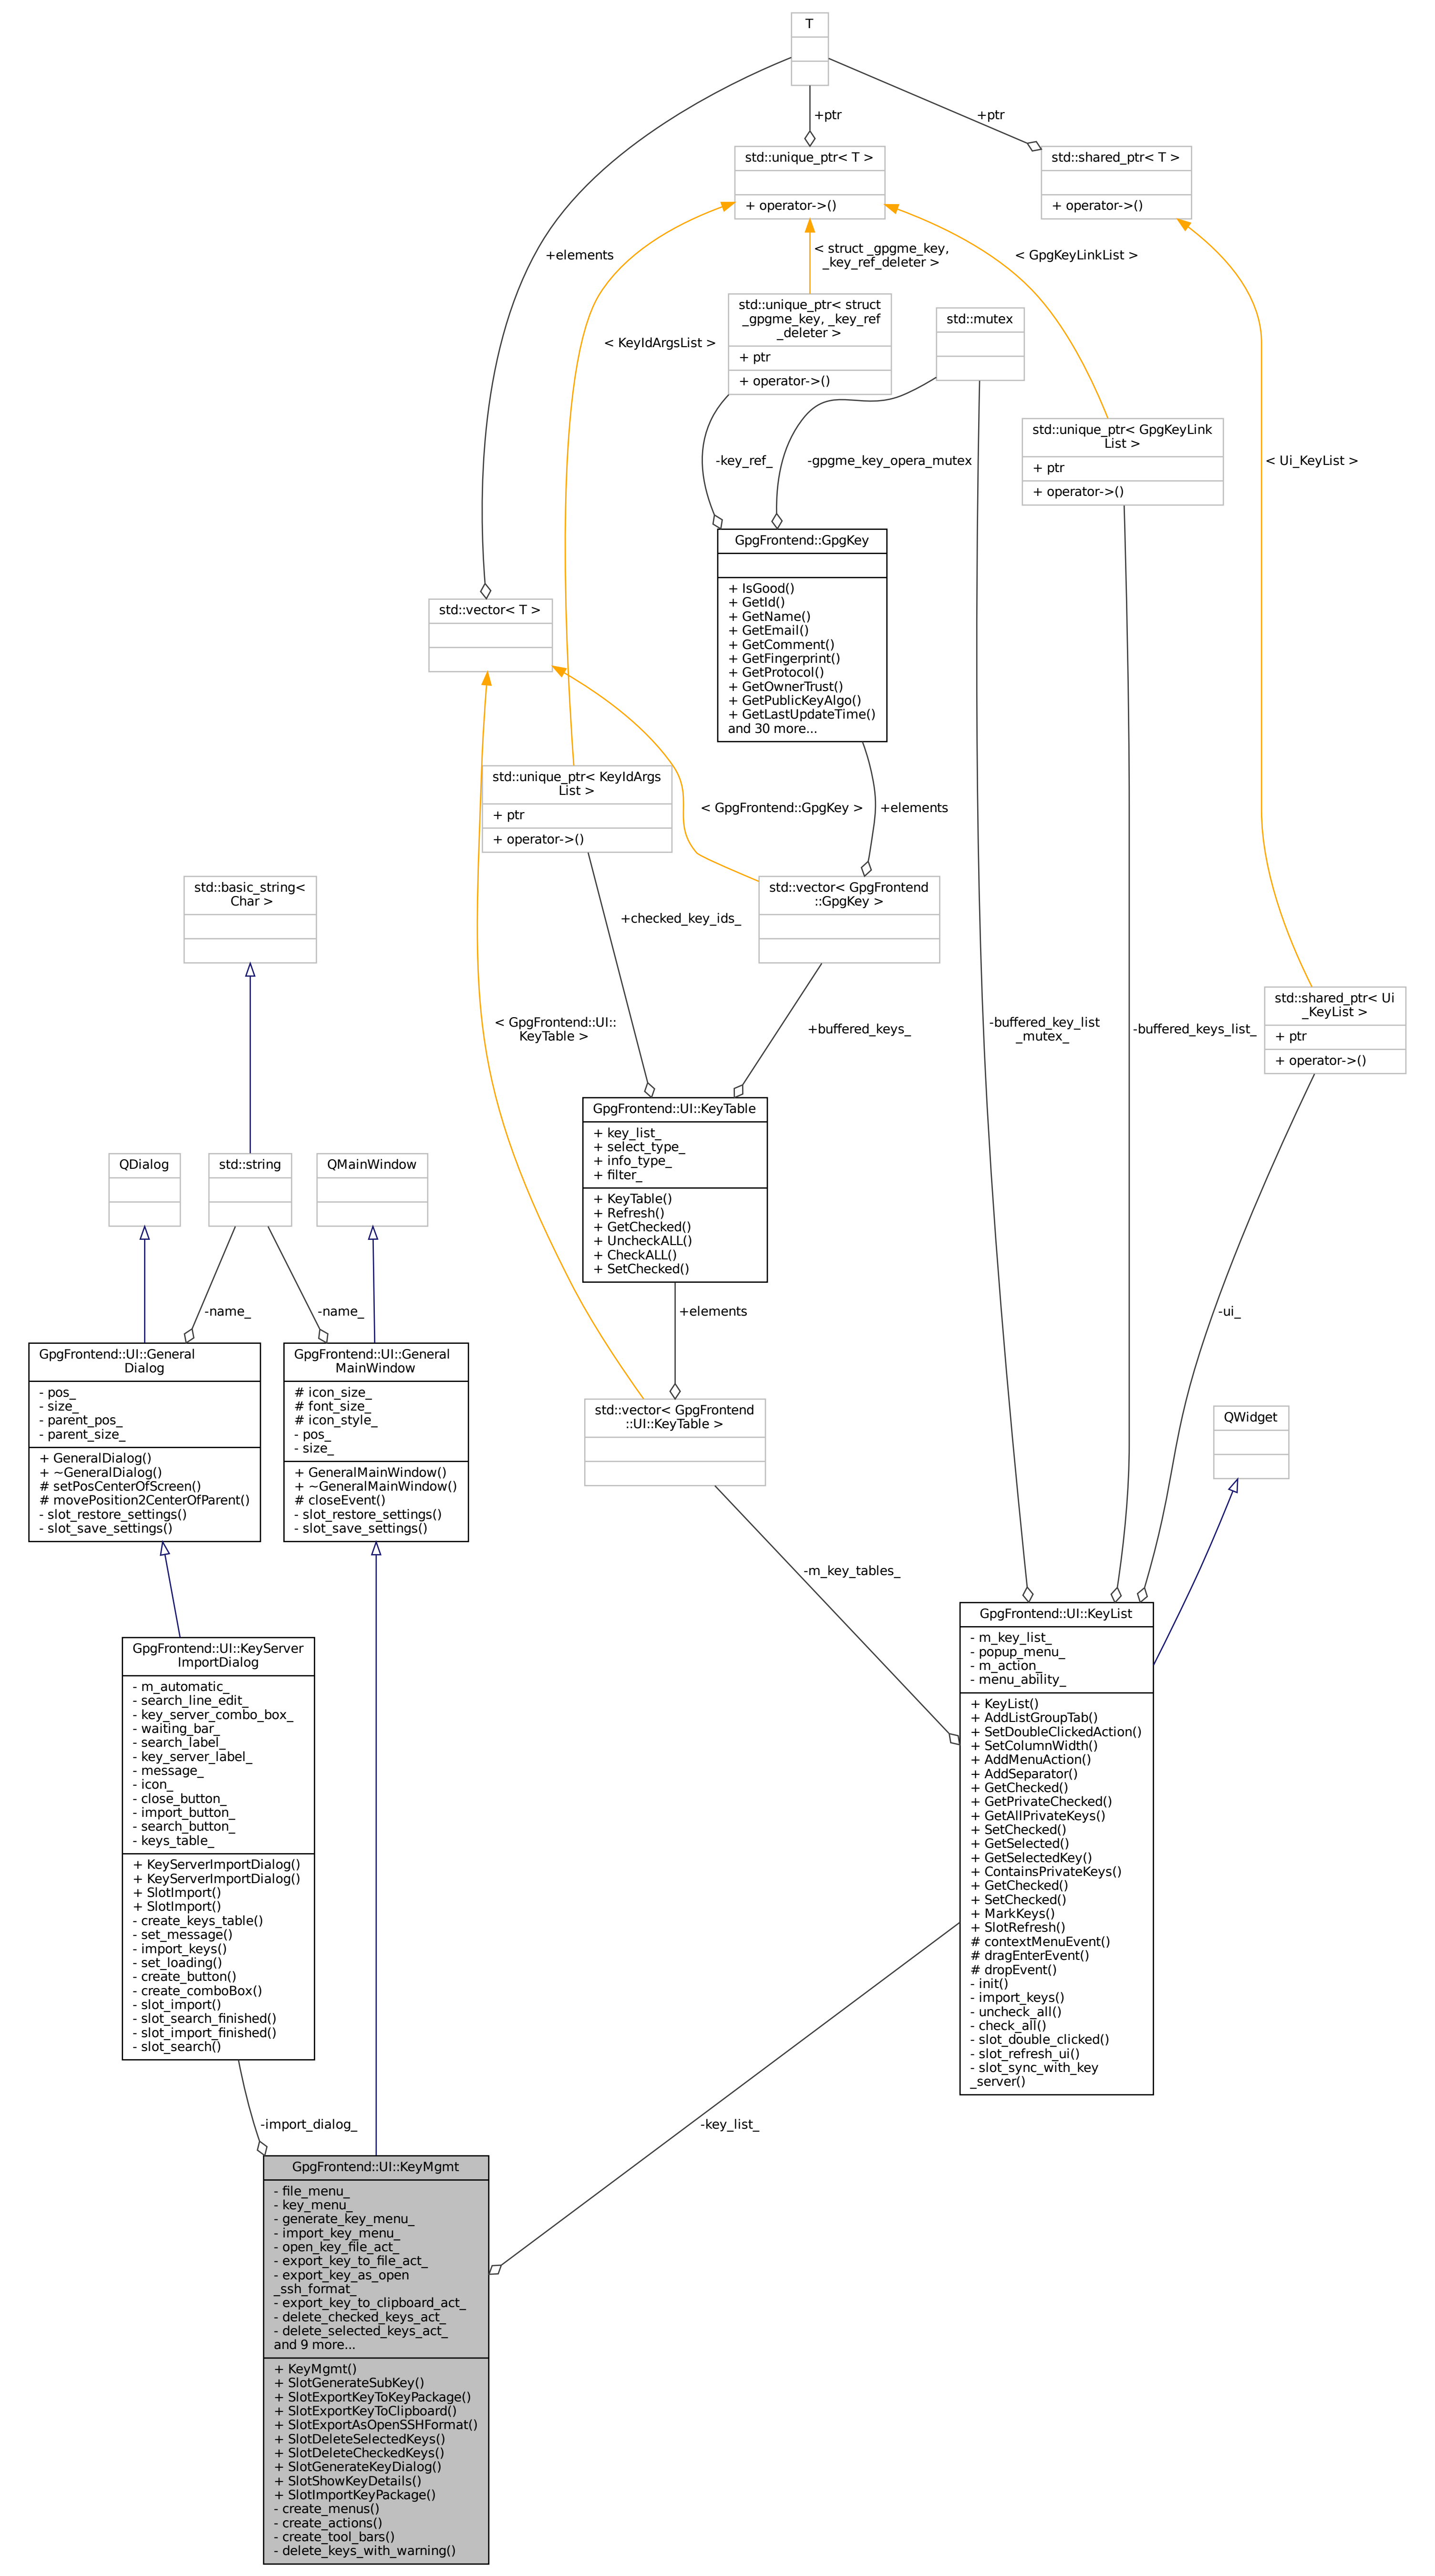 T
+ptr
+ptr
std::unique_ptr< T >
+ operator->()
std::shared_ptr< T >
+ operator->()
+elements
< struct _gpgme_key,
_key_ref_deleter >
< GpgKeyLinkList >
std::unique_ptr< struct
_gpgme_key, _key_ref
_deleter >
+ ptr
+ operator->()
std::mutex
< KeyIdArgsList >
std::unique_ptr< GpgKeyLink
List >
+ ptr
+ operator->()
-key_ref_
-gpgme_key_opera_mutex
< Ui_KeyList >
GpgFrontend::GpgKey
+ IsGood()
+ GetId()
+ GetName()
+ GetEmail()
+ GetComment()
+ GetFingerprint()
+ GetProtocol()
+ GetOwnerTrust()
+ GetPublicKeyAlgo()
+ GetLastUpdateTime()
and 30 more...
std::vector< T >
std::unique_ptr< KeyIdArgs
List >
+ ptr
+ operator->()
< GpgFrontend::GpgKey >
+elements
std::basic_string<
Char >
std::vector< GpgFrontend
::GpgKey >
+checked_key_ids_
std::shared_ptr< Ui
_KeyList >
+ ptr
+ operator->()
< GpgFrontend::UI::
KeyTable >
+buffered_keys_
-buffered_key_list
_mutex_
-buffered_keys_list_
GpgFrontend::UI::KeyTable
+ key_list_
+ select_type_
+ info_type_
+ filter_
+ KeyTable()
+ Refresh()
+ GetChecked()
+ UncheckALL()
+ CheckALL()
+ SetChecked()
QDialog
std::string
QMainWindow
-name_
-name_
+elements
-ui_
GpgFrontend::UI::General
Dialog
- pos_
- size_
- parent_pos_
- parent_size_
+ GeneralDialog()
+ ~GeneralDialog()
# setPosCenterOfScreen()
# movePosition2CenterOfParent()
- slot_restore_settings()
- slot_save_settings()
GpgFrontend::UI::General
MainWindow
# icon_size_
# font_size_
# icon_style_
- pos_
- size_
+ GeneralMainWindow()
+ ~GeneralMainWindow()
# closeEvent()
- slot_restore_settings()
- slot_save_settings()
std::vector< GpgFrontend
::UI::KeyTable >
QWidget
-m_key_tables_
GpgFrontend::UI::KeyServer
ImportDialog
- m_automatic_
- search_line_edit_
- key_server_combo_box_
- waiting_bar_
- search_label_
- key_server_label_
- message_
- icon_
- close_button_
- import_button_
- search_button_
- keys_table_
+ KeyServerImportDialog()
+ KeyServerImportDialog()
+ SlotImport()
+ SlotImport()
- create_keys_table()
- set_message()
- import_keys()
- set_loading()
- create_button()
- create_comboBox()
- slot_import()
- slot_search_finished()
- slot_import_finished()
- slot_search()
GpgFrontend::UI::KeyList
- m_key_list_
- popup_menu_
- m_action_
- menu_ability_
+ KeyList()
+ AddListGroupTab()
+ SetDoubleClickedAction()
+ SetColumnWidth()
+ AddMenuAction()
+ AddSeparator()
+ GetChecked()
+ GetPrivateChecked()
+ GetAllPrivateKeys()
+ SetChecked()
+ GetSelected()
+ GetSelectedKey()
+ ContainsPrivateKeys()
+ GetChecked()
+ SetChecked()
+ MarkKeys()
+ SlotRefresh()
# contextMenuEvent()
# dragEnterEvent()
# dropEvent()
- init()
- import_keys()
- uncheck_all()
- check_all()
- slot_double_clicked()
- slot_refresh_ui()
- slot_sync_with_key
_server()
-import_dialog_
-key_list_
GpgFrontend::UI::KeyMgmt
- file_menu_
- key_menu_
- generate_key_menu_
- import_key_menu_
- open_key_file_act_
- export_key_to_file_act_
- export_key_as_open
_ssh_format_
- export_key_to_clipboard_act_
- delete_checked_keys_act_
- delete_selected_keys_act_
and 9 more...
+ KeyMgmt()
+ SlotGenerateSubKey()
+ SlotExportKeyToKeyPackage()
+ SlotExportKeyToClipboard()
+ SlotExportAsOpenSSHFormat()
+ SlotDeleteSelectedKeys()
+ SlotDeleteCheckedKeys()
+ SlotGenerateKeyDialog()
+ SlotShowKeyDetails()
+ SlotImportKeyPackage()
- create_menus()
- create_actions()
- create_tool_bars()
- delete_keys_with_warning()